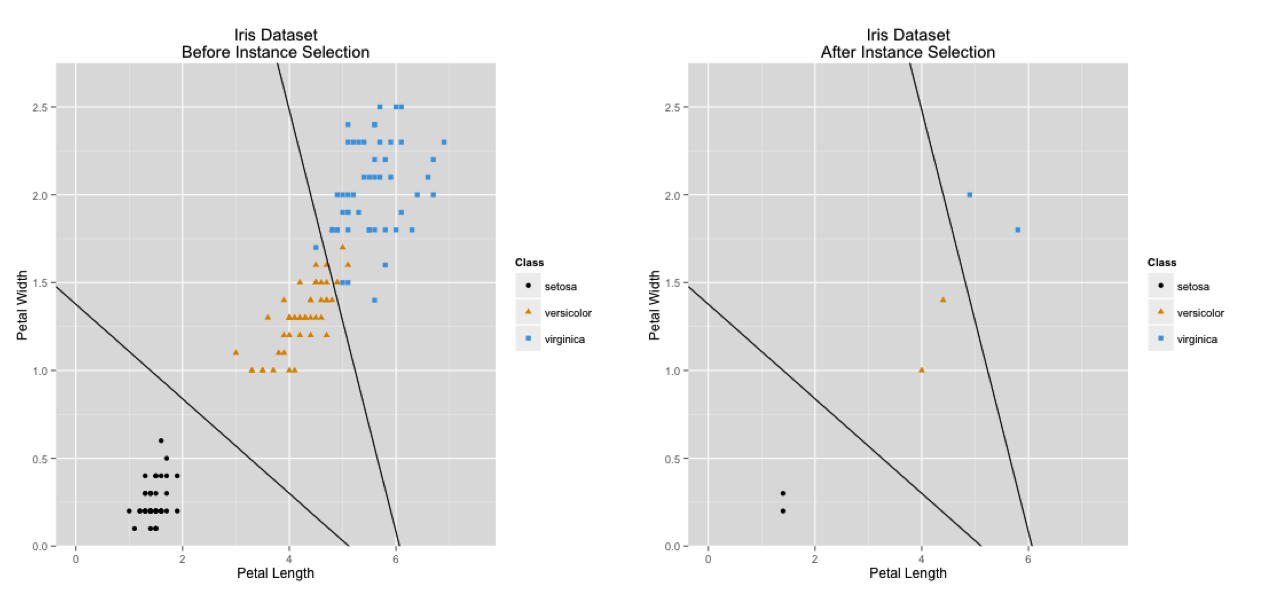 Iris Dataset
Before Instance Selection
2.5
2.0
1.5
1.0
0.5
0.0
0
2
4
6
Petal Length
Petal Width
Class
setosa
versicolor
virginica
Iris Dataset
After Instance Selection
2.5
2.0
1.5
1.0
0.5
0.0
0
2
4
6
Petal Length
Petal Width
Class
setosa
versicolor
virginica